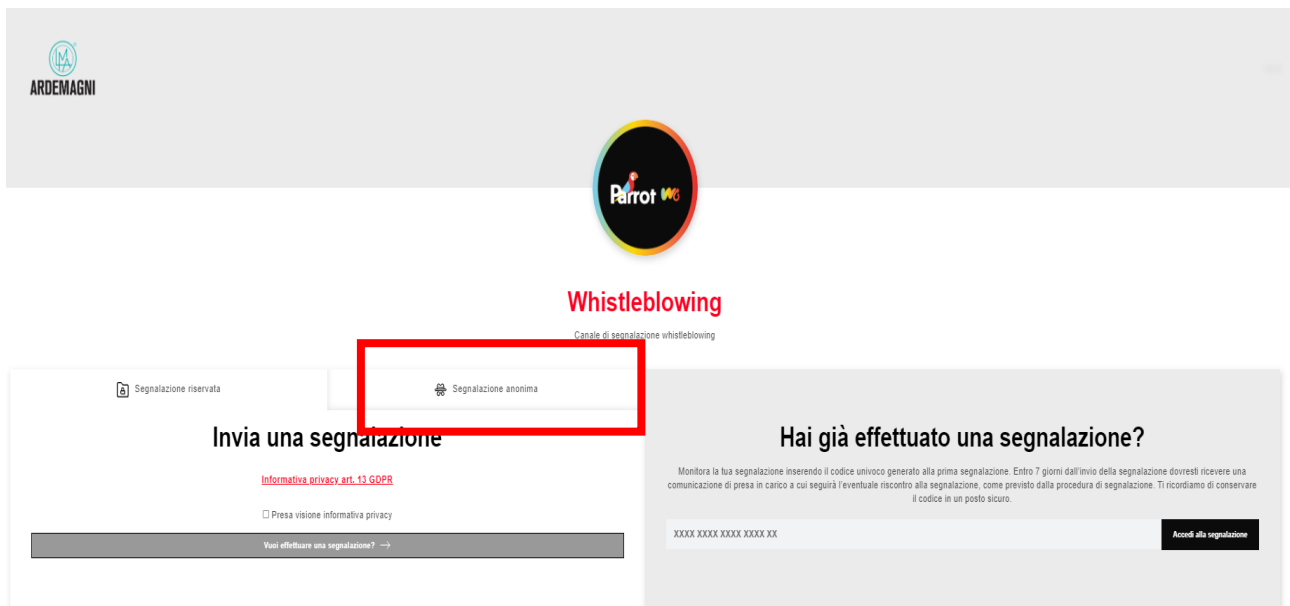 ARDEMAGNI
Parrot WB
Whistleblowing
Canale di segnalazione whistleblowing
Segnalazione riservata
Segnalazione anonima
Invia una segnalazione
Informativa privacy art. 13 GDPR
Presa visione informativa privacy
Vuoi effettuare una segnalazione? →
Hai già effettuato una segnalazione?
Monitora la tua segnalazione inserendo il codice univoco generato alla prima segnalazione. Entro 7 giorni dall'invio della segnalazione dovresti ricevere una
comunicazione di presa in carico a cui seguirà l'eventuale riscontro alla segnalazione, come previsto dalla procedura di segnalazione. Ti ricordiamo di conservare
il codice in un posto sicuro.
XXXX XXXX XXXX XXXX XX
Accedi alla segnalazione